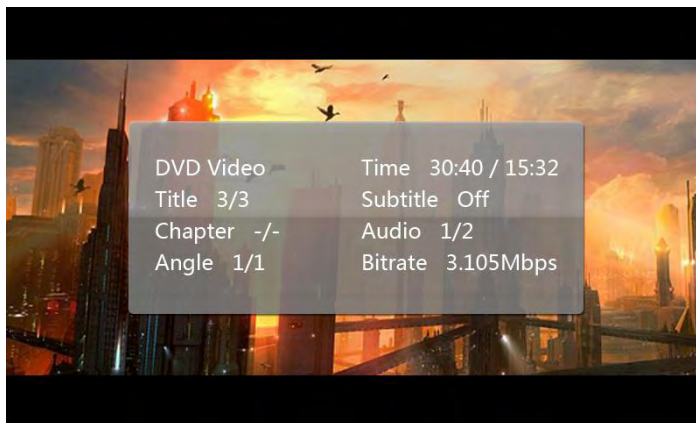 DVD Video
Time 30:40 / 15:32
Title 3/3
Subtitle Off
Chapter -/-
Audio 1/2
Angle 1/1
Bitrate 3.105Mbps